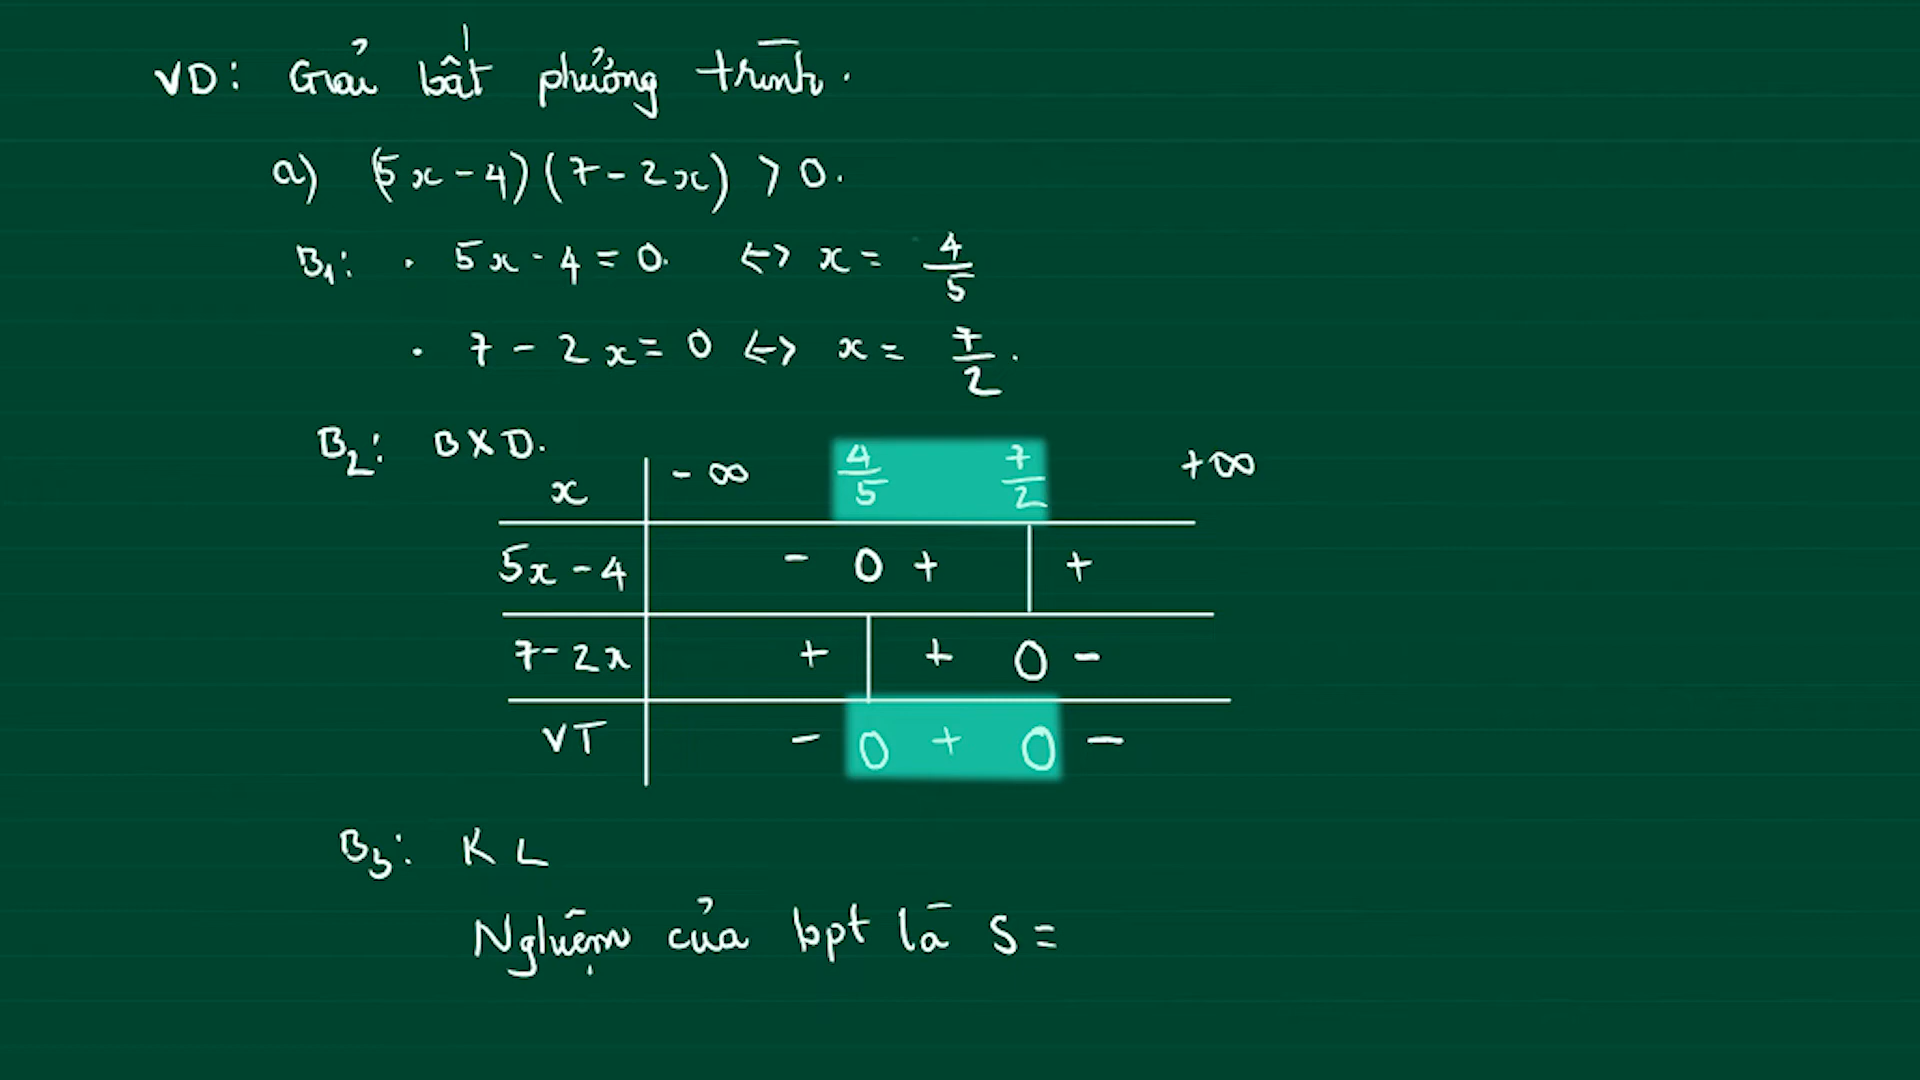 VD: Giải bất phương trình.
a) (5x - 4)(7 - 2x) > 0.
B1: · 5x - 4 = 0. <-> x = 4/5
· 7 - 2x = 0 <-> x = 7/2.
B2: BXD.
x -∞ 4/5 7/2 +∞
5x - 4 - 0 + | +
7 - 2x + | + 0 -
VT - 0 + 0 -
B3: KL
Nghiệm của bpt là S =